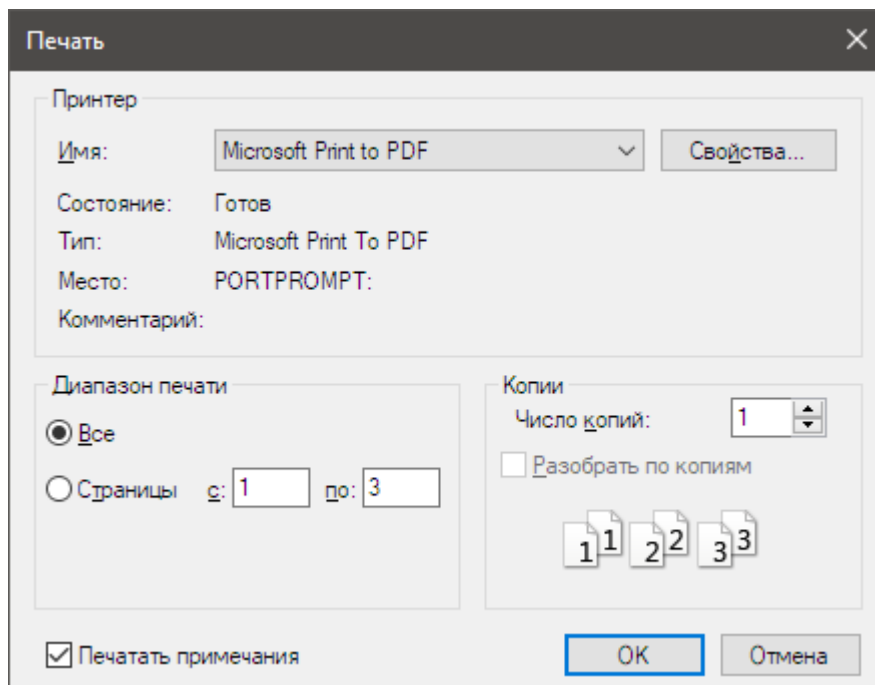 Печать
Принтер
Имя: Microsoft Print to PDF Свойства...
Состояние: Готов
Тип: Microsoft Print To PDF
Место: PORTPROMPT:
Комментарий:
Диапазон печати
Все
Страницы с: 1 по: 3
Копии
Число копий: 1
Разобрать по копиям
1 1 2 2 3 3
Печатать примечания
OK Отмена